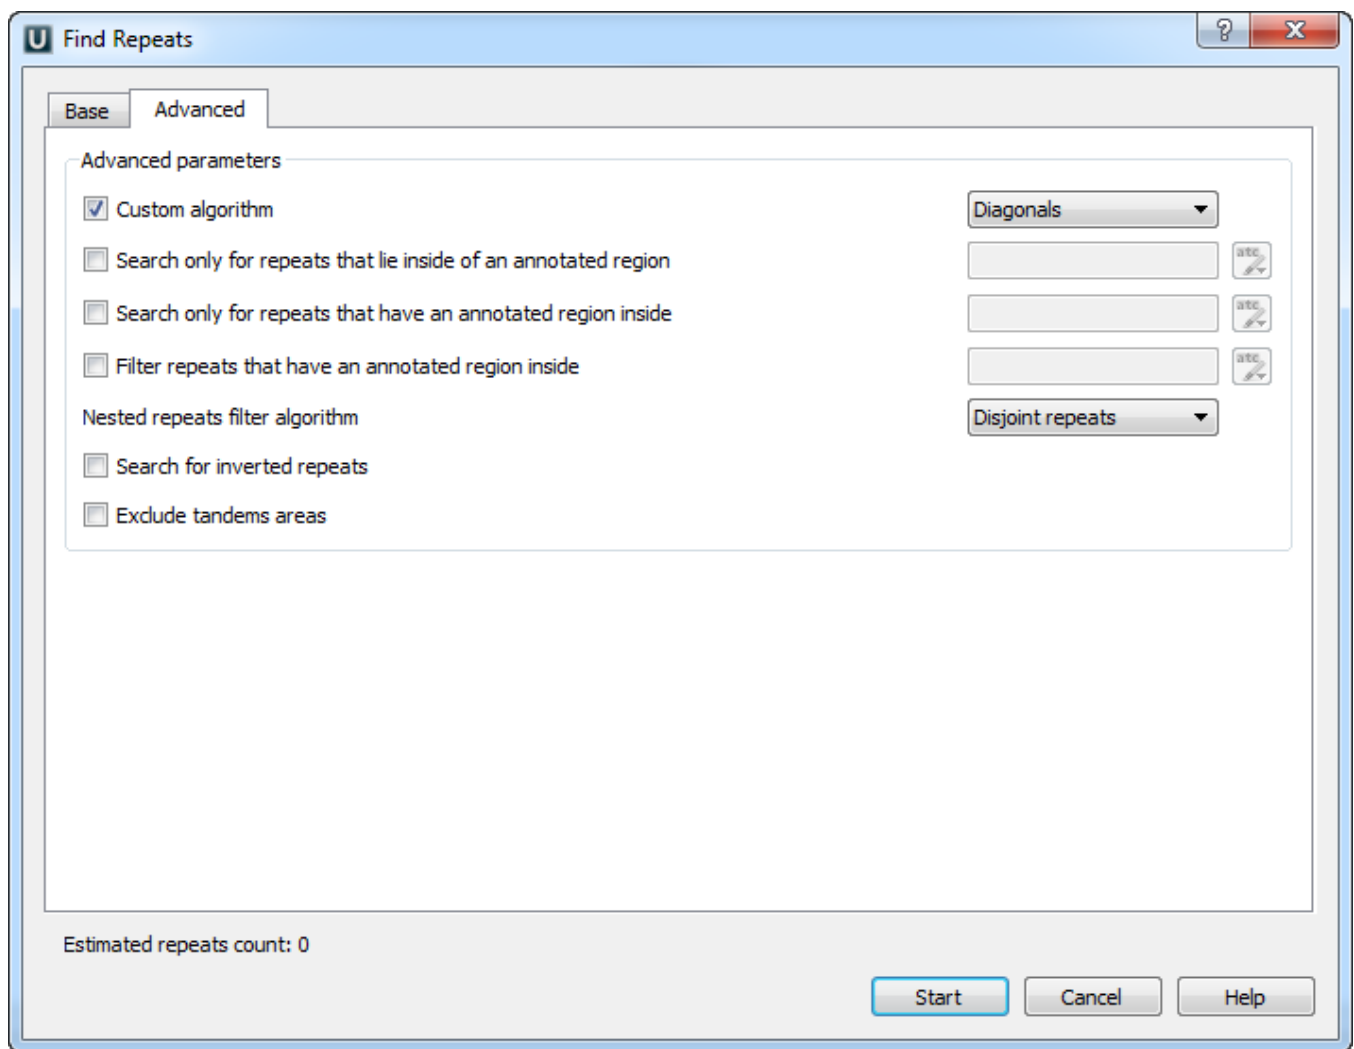 U Find Repeats ? X
Base Advanced
Advanced parameters
Custom algorithm Diagonals
Search only for repeats that lie inside of an annotated region atc
Search only for repeats that have an annotated region inside atc
Filter repeats that have an annotated region inside atc
Nested repeats filter algorithm Disjoint repeats
Search for inverted repeats
Exclude tandems areas
Estimated repeats count: 0
Start Cancel Help